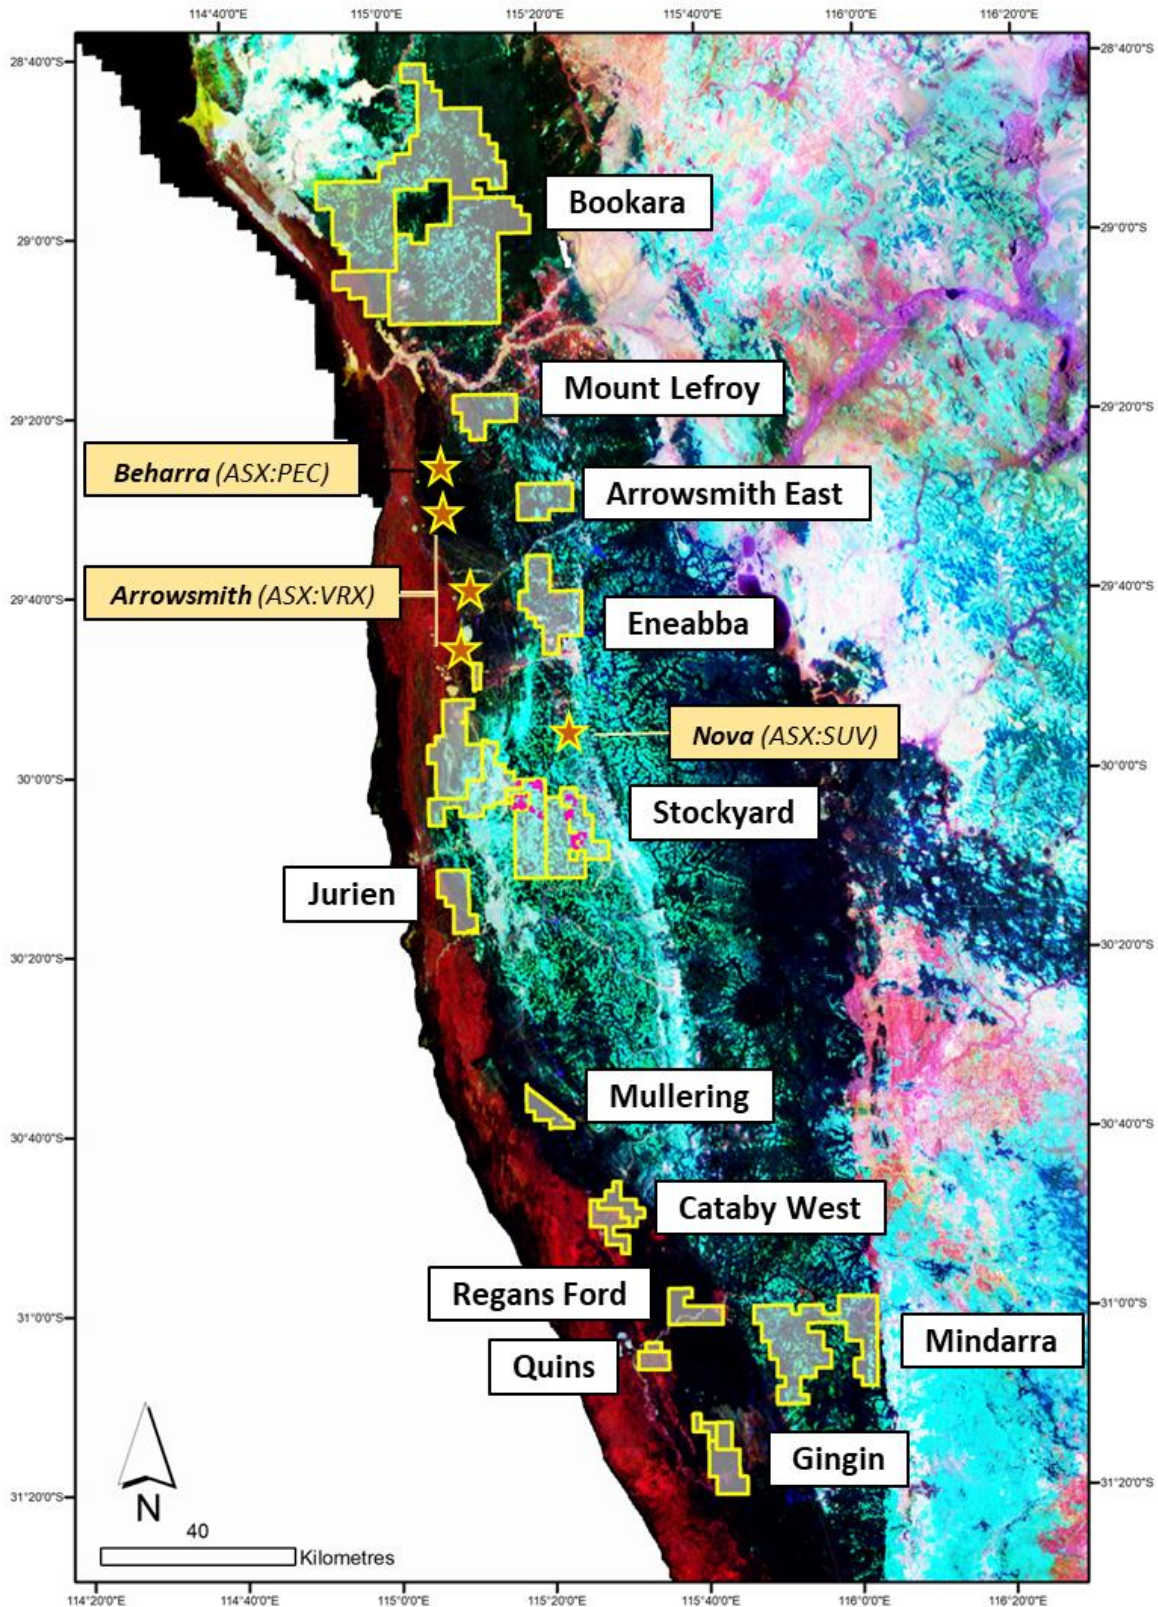 114°40'0"E 115°0'0"E 115°20'0"E 115°40'0"E 116°0'0"E 116°20'0"E
28°40'0"S 28°40'0"S
Bookara
29°0'0"S 29°0'0"S
Mount Lefroy
29°20'0"S 29°20'0"S
Beharra (ASX:PEC)
Arrowsmith East
Arrowsmith (ASX:VRX)
29°40'0"S 29°40'0"S
Eneabba
Nova (ASX:SUV)
30°0'0"S 30°0'0"S
Stockyard
Jurien
30°20'0"S 30°20'0"S
Mullering
30°40'0"S 30°40'0"S
Cataby West
Regans Ford
31°0'0"S 31°0'0"S
Mindarra
Quins
Gingin
31°20'0"S 31°20'0"S
N
40
Kilometres
114°20'0"E 114°40'0"E 115°0'0"E 115°20'0"E 115°40'0"E 116°0'0"E 116°20'0"E